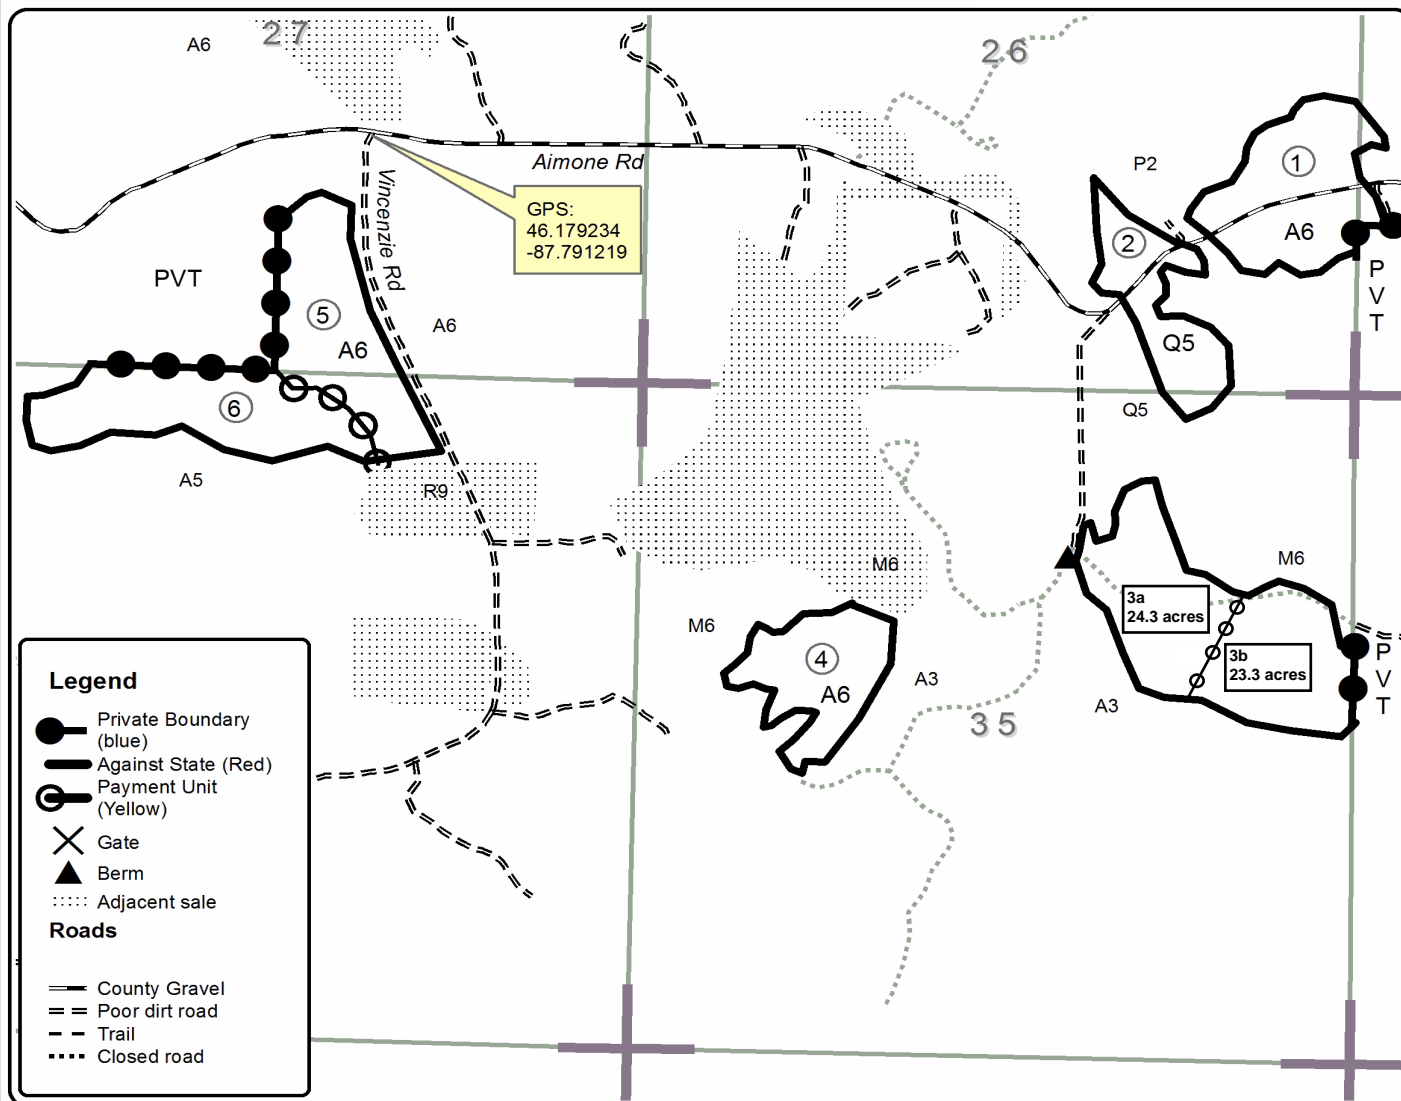 27
A6
26
P2
1
Aimone Rd
Vincenzie Rd
GPS:
46.179234
-87.791219
2
A6
PVT
PVT
5
A6
A6
Q5
6
Q5
A5
R9
M6
M6
3a
24.3 acres
M6
4
A6
A3
3b
23.3 acres
PVT
A3
35
Legend
Private Boundary
(blue)
Against State (Red)
Payment Unit
(Yellow)
Gate
Berm
Adjacent sale
Roads
County Gravel
Poor dirt road
Trail
Closed road